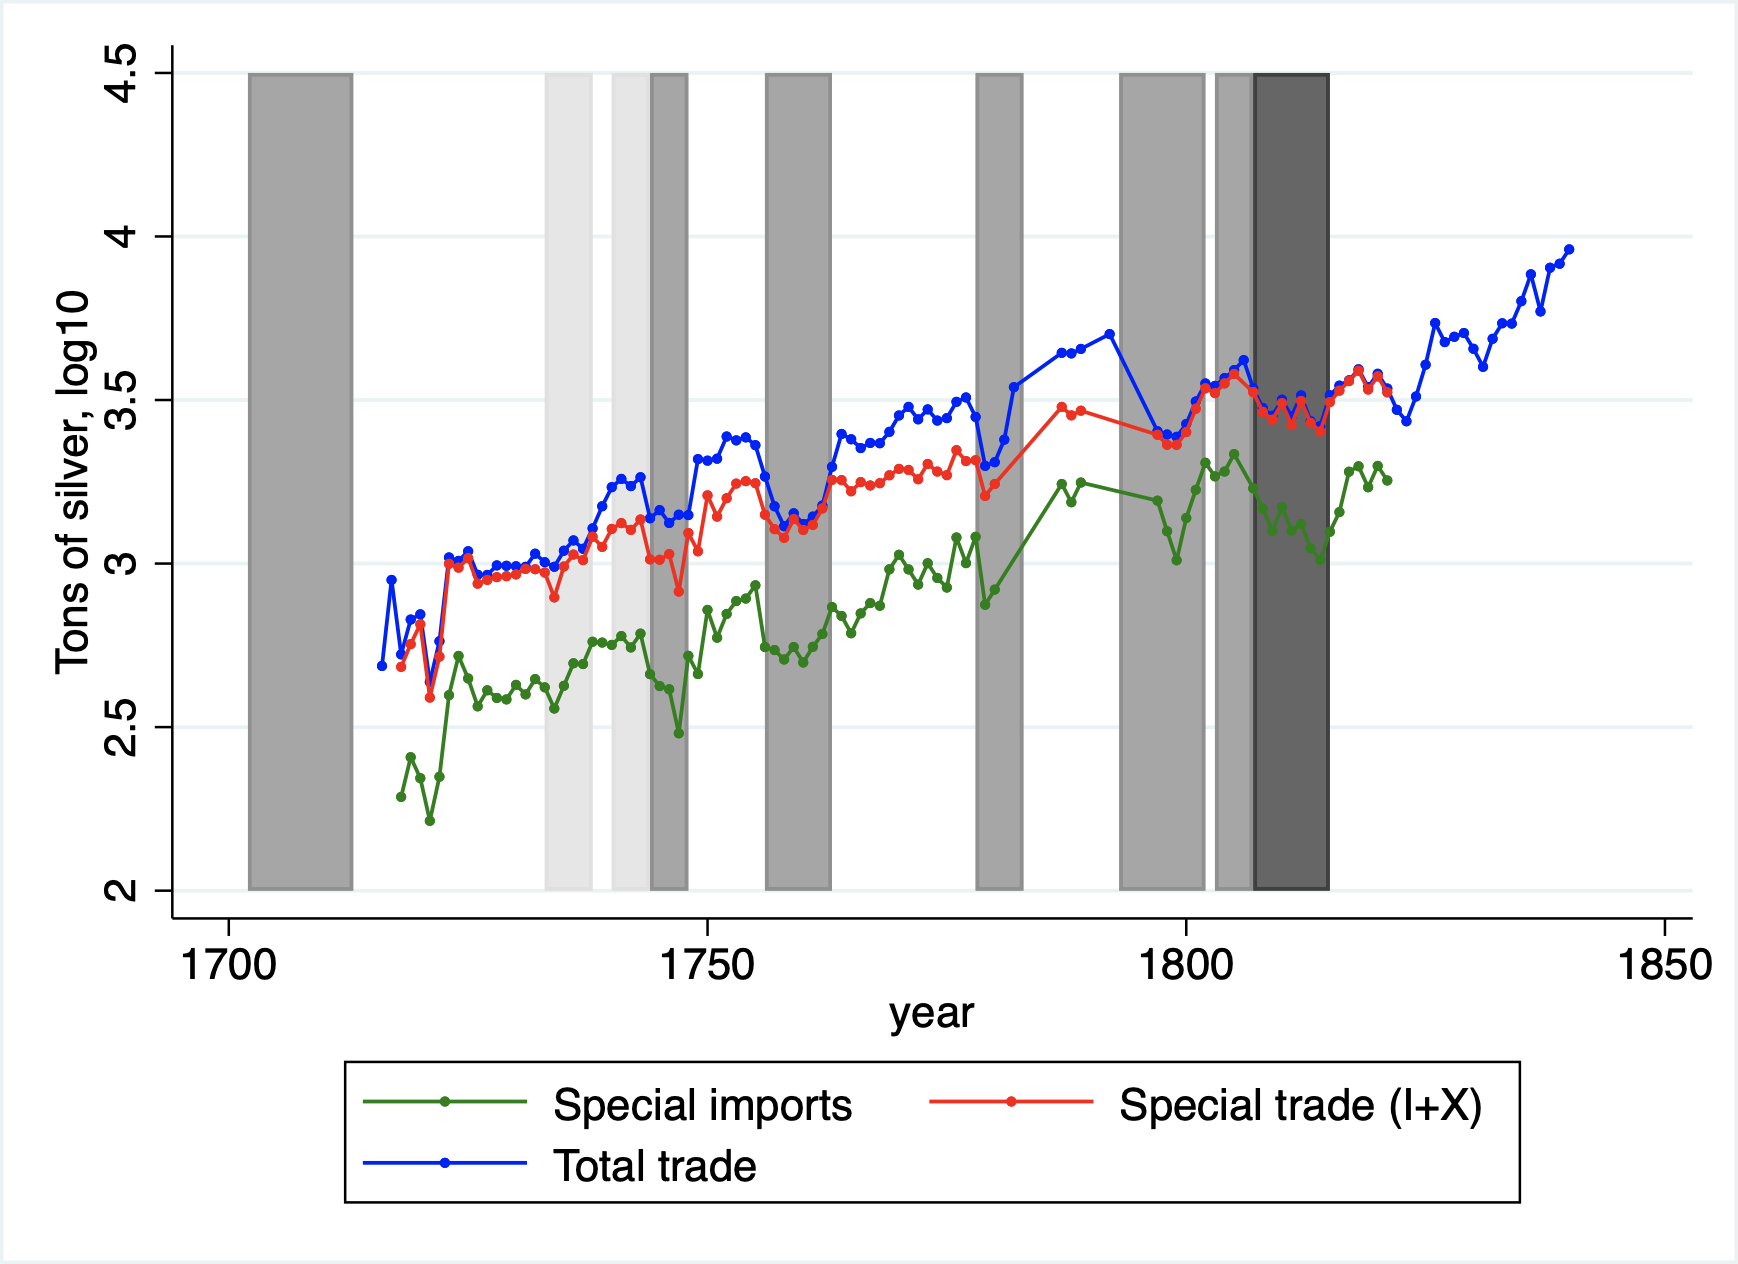 Tons of silver, log10
4.5
4
3.5
3
2.5
2
1700 1750 1800 1850
year
Special imports Special trade (I+X)
Total trade